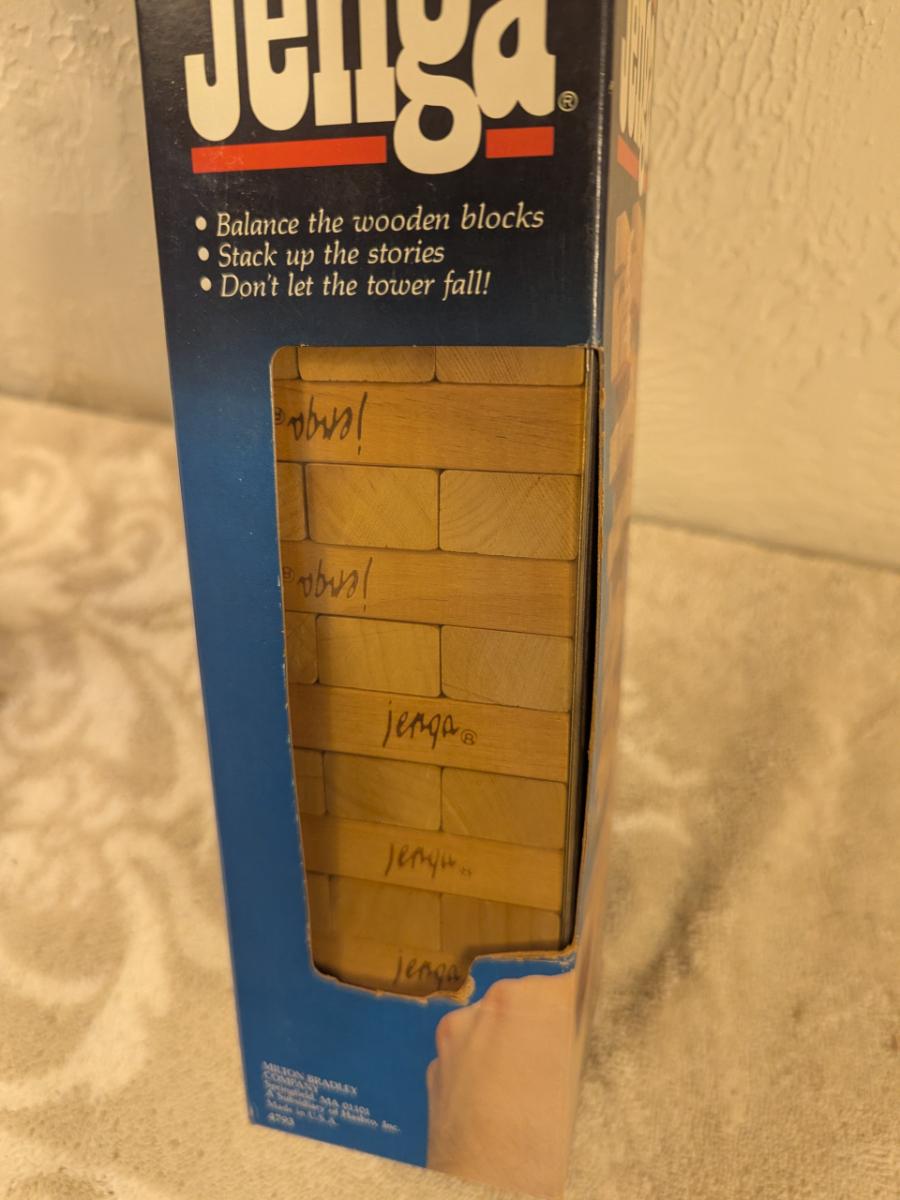 Jenga®
• Balance the wooden blocks
• Stack up the stories
• Don't let the tower fall!
jenga®
jenga®
jenga®
jenga®
jenga
MILTON BRADLEY
COMPANY
Springfield, MA 01101
A Subsidiary of Hasbro, Inc.
Made in U.S.A.
4793